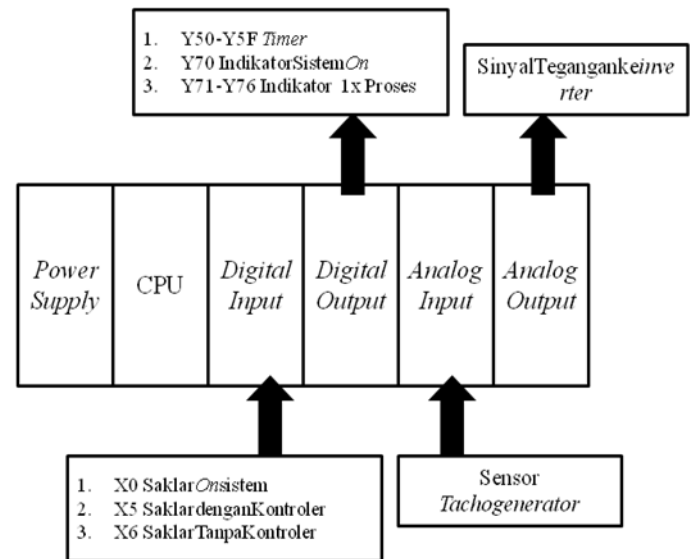 1. Y50-Y5F Timer
2. Y70 IndikatorSistemOn
3. Y71-Y76 Indikator 1x Proses
SinyalTegangankeinve
rter
Power
Supply
CPU
Digital
Input
Digital
Output
Analog
Input
Analog
Output
1. X0 SaklarOnsistem
2. X5 SaklardenganKontroler
3. X6 SaklarTanpaKontroler
Sensor
Tachogenerator